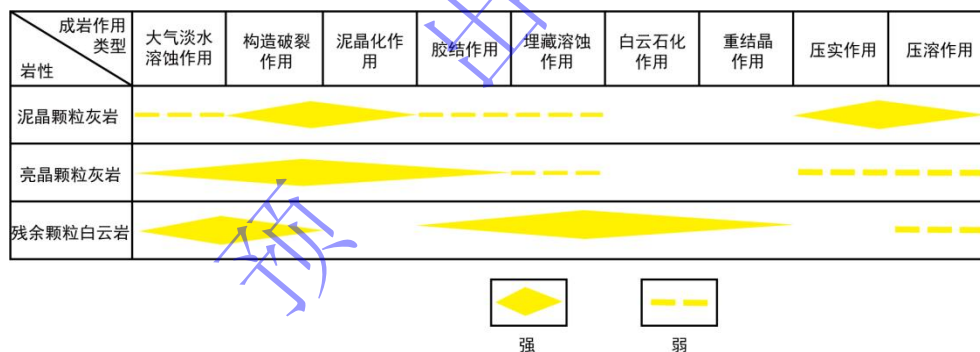 成岩作用
类型
岩性
大气淡水
溶蚀作用
构造破裂
作用
泥晶化作
用
胶结作用
埋藏溶蚀
作用
白云石化
作用
重结晶
作用
压实作用
压溶作用
泥晶颗粒灰岩
亮晶颗粒灰岩
残余颗粒白云岩
强
弱
预